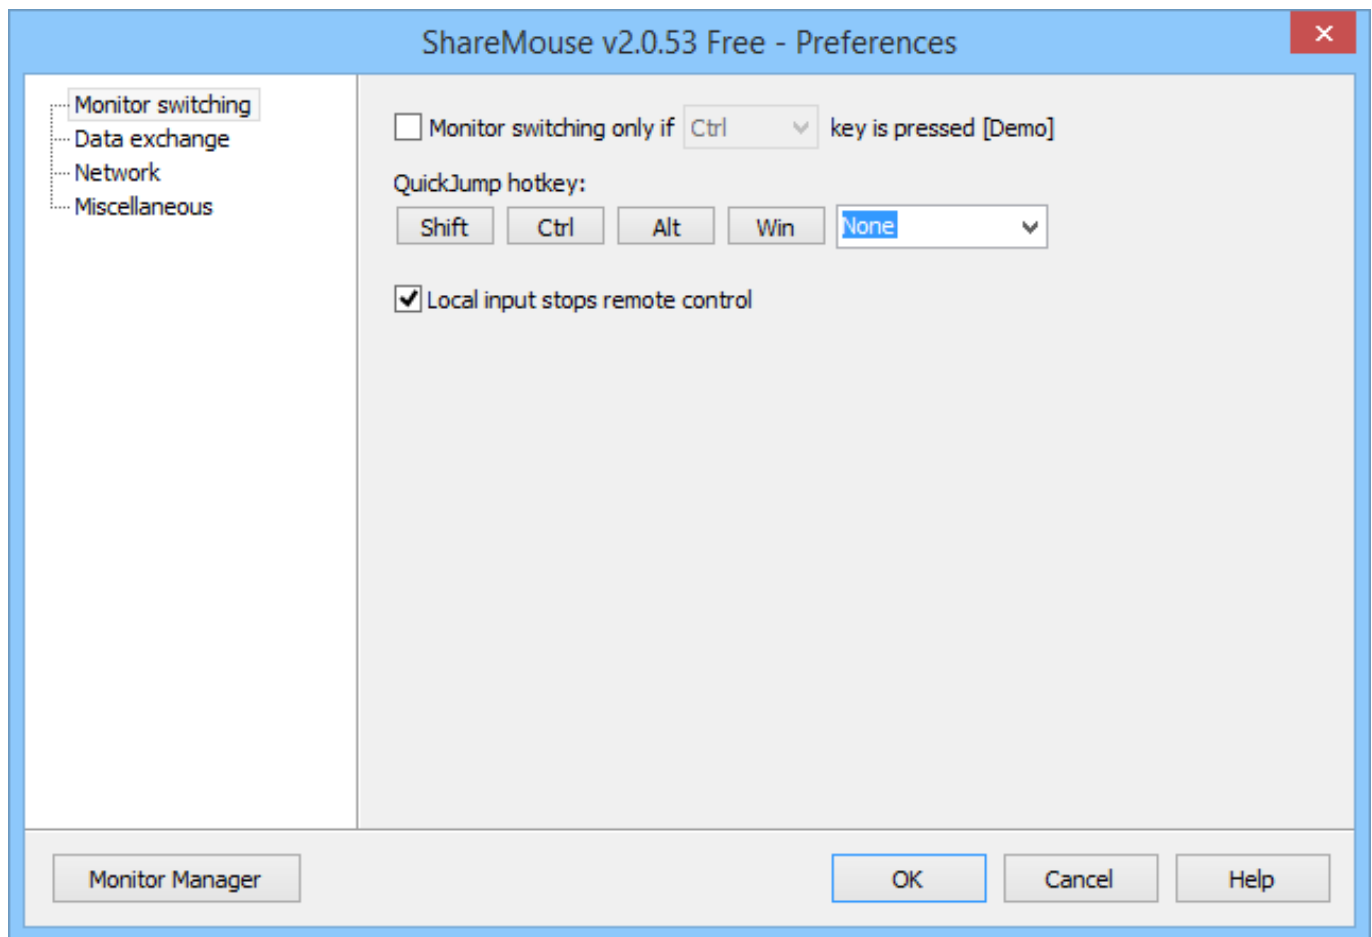 ShareMouse v2.0.53 Free - Preferences
Monitor switching
Data exchange
Network
Miscellaneous
Monitor switching only if Ctrl key is pressed [Demo]
QuickJump hotkey:
Shift Ctrl Alt Win None
Local input stops remote control
Monitor Manager OK Cancel Help